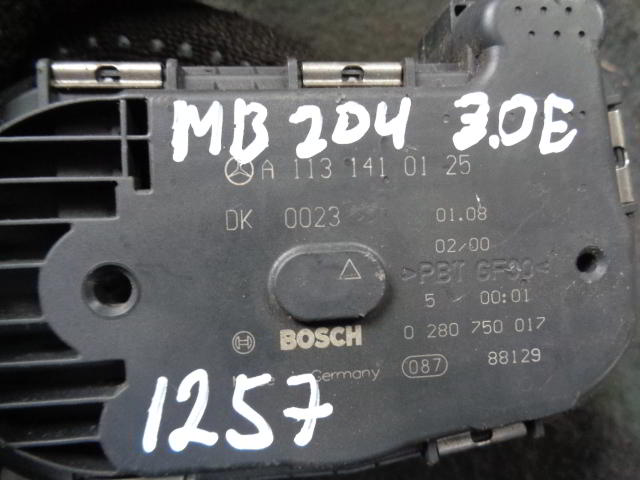 MB 204 3.0E
A 113 141 01 25
DK 0023 01.08
02/00
>PBT GF30<
5 00:01
BOSCH 0 280 750 017
Germany 087 88129
1257